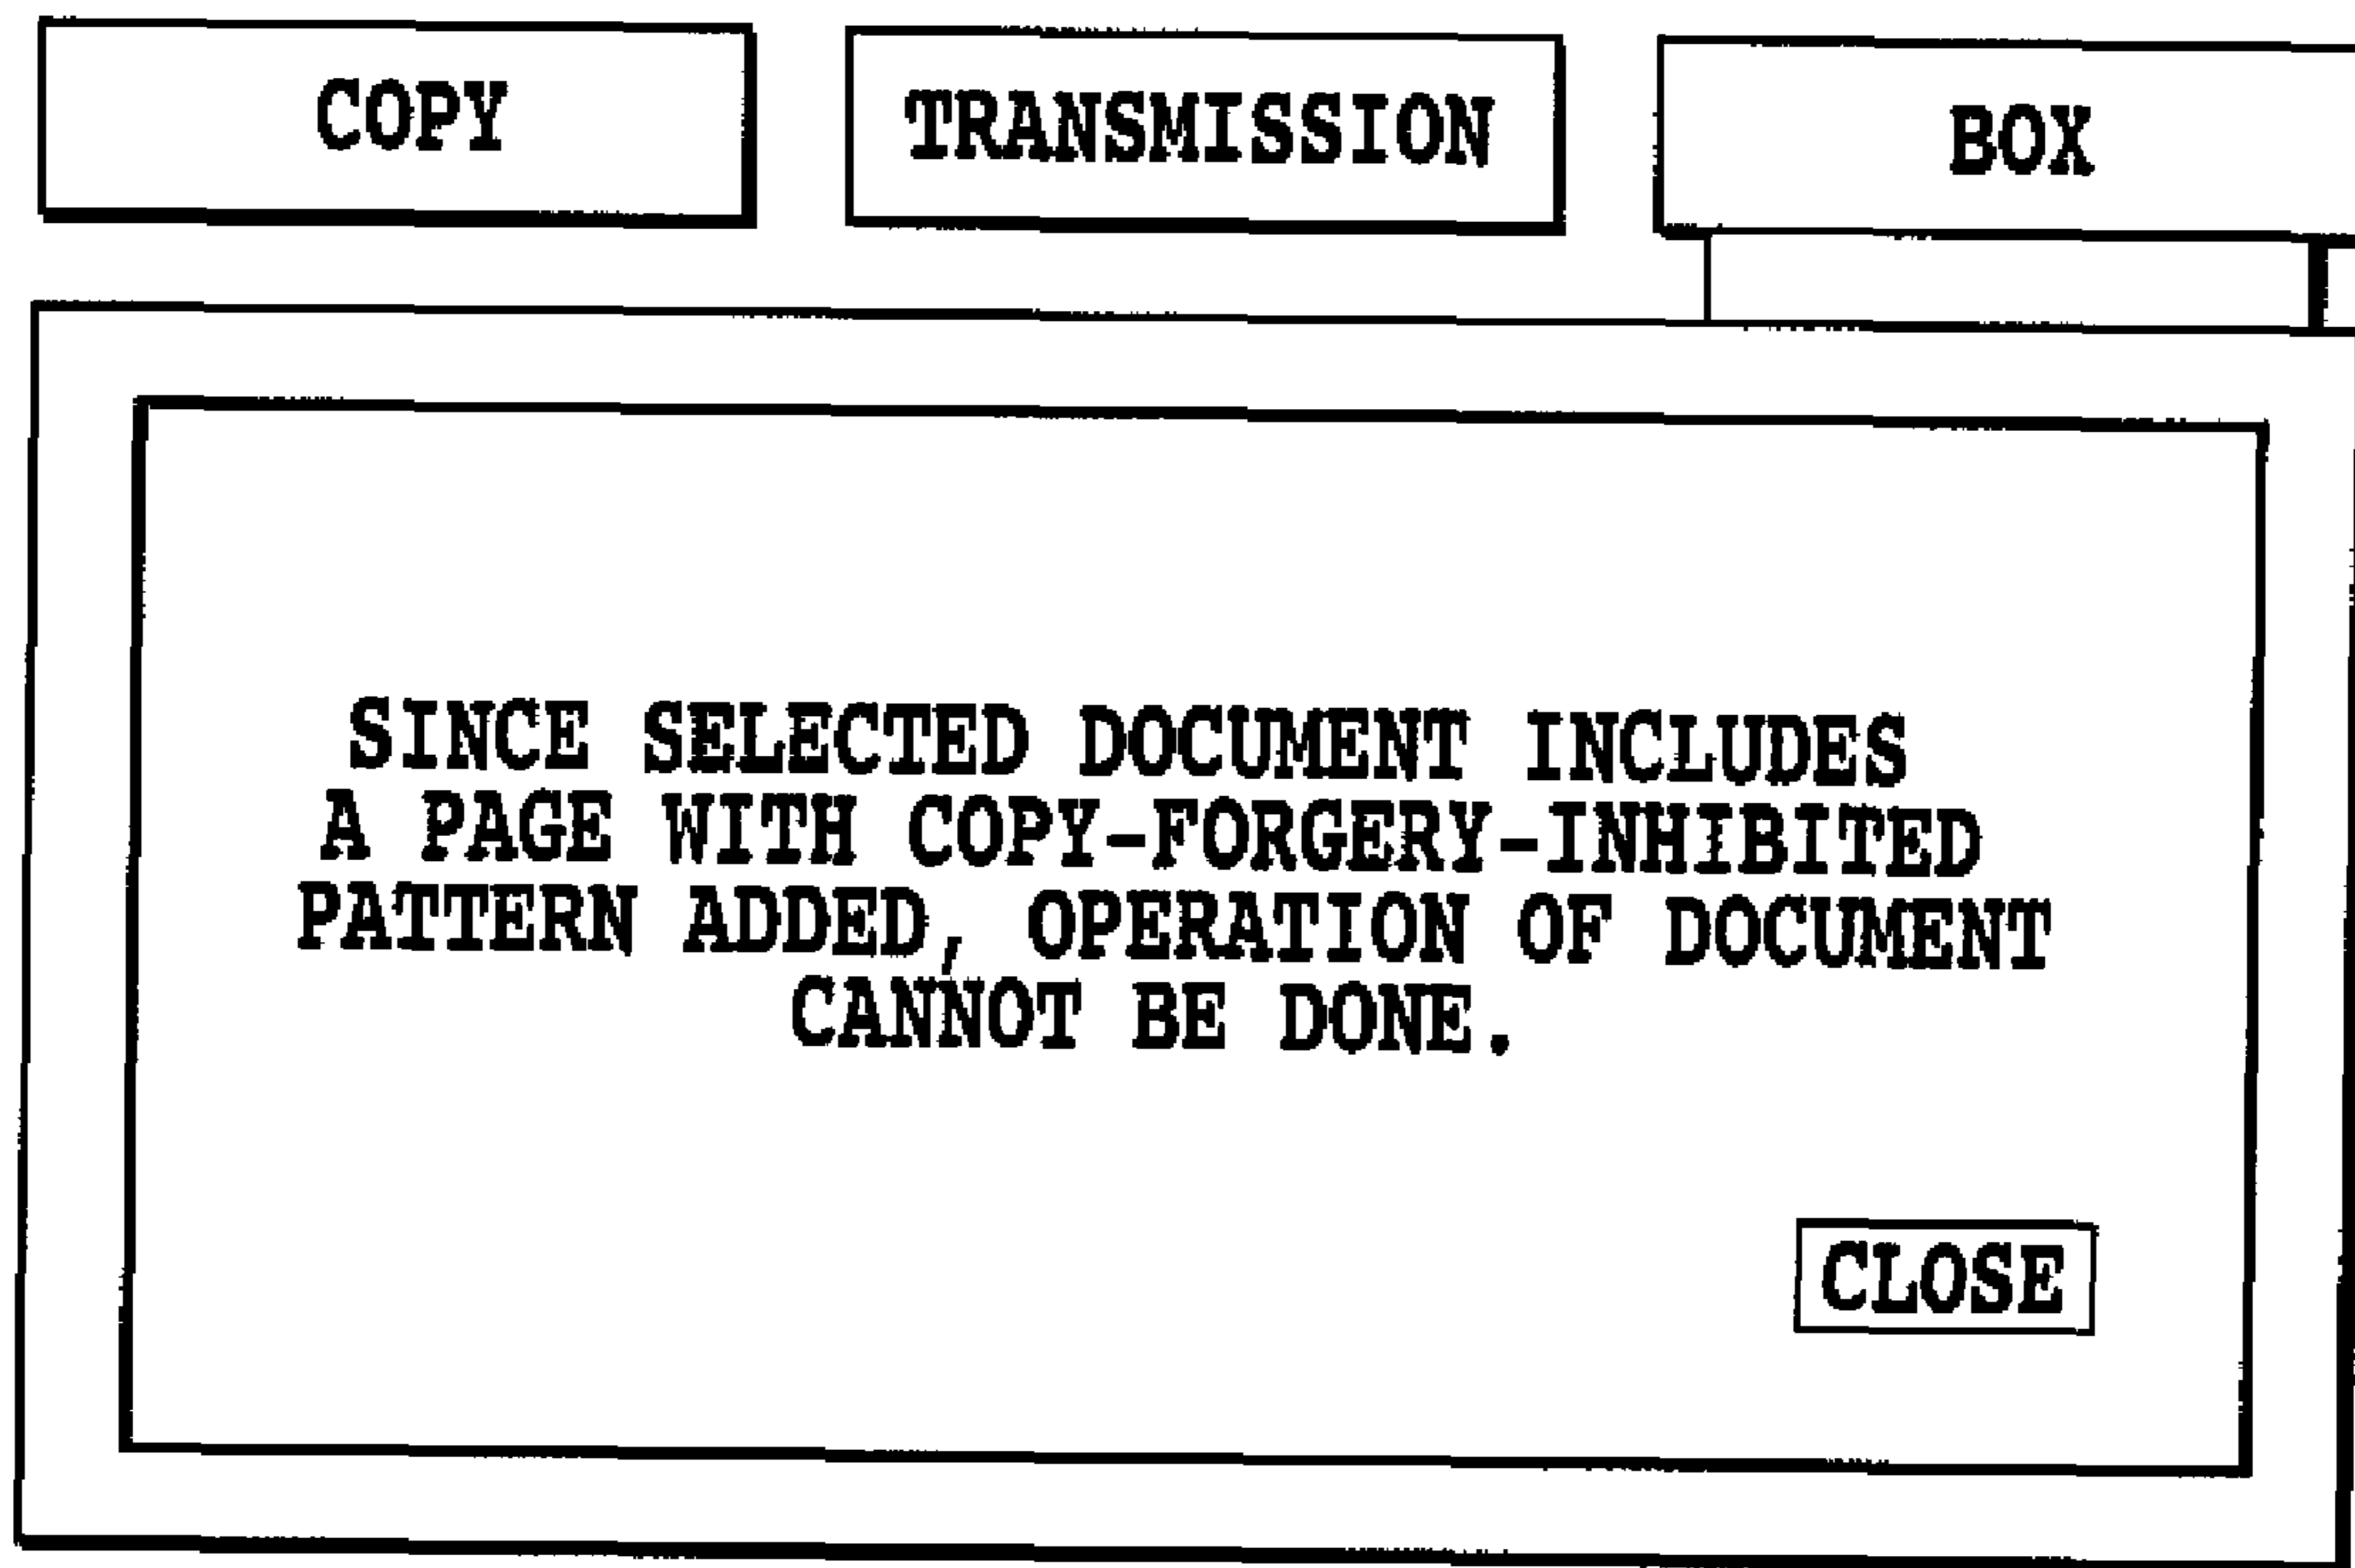 COPY
TRANSMISSION
BOX
SINCE SELECTED DOCUMENT INCLUDES
A PAGE WITH COPY-FORGERY-INHIBITED
PATTERN ADDED, OPERATION OF DOCUMENT
CANNOT BE DONE.
CLOSE